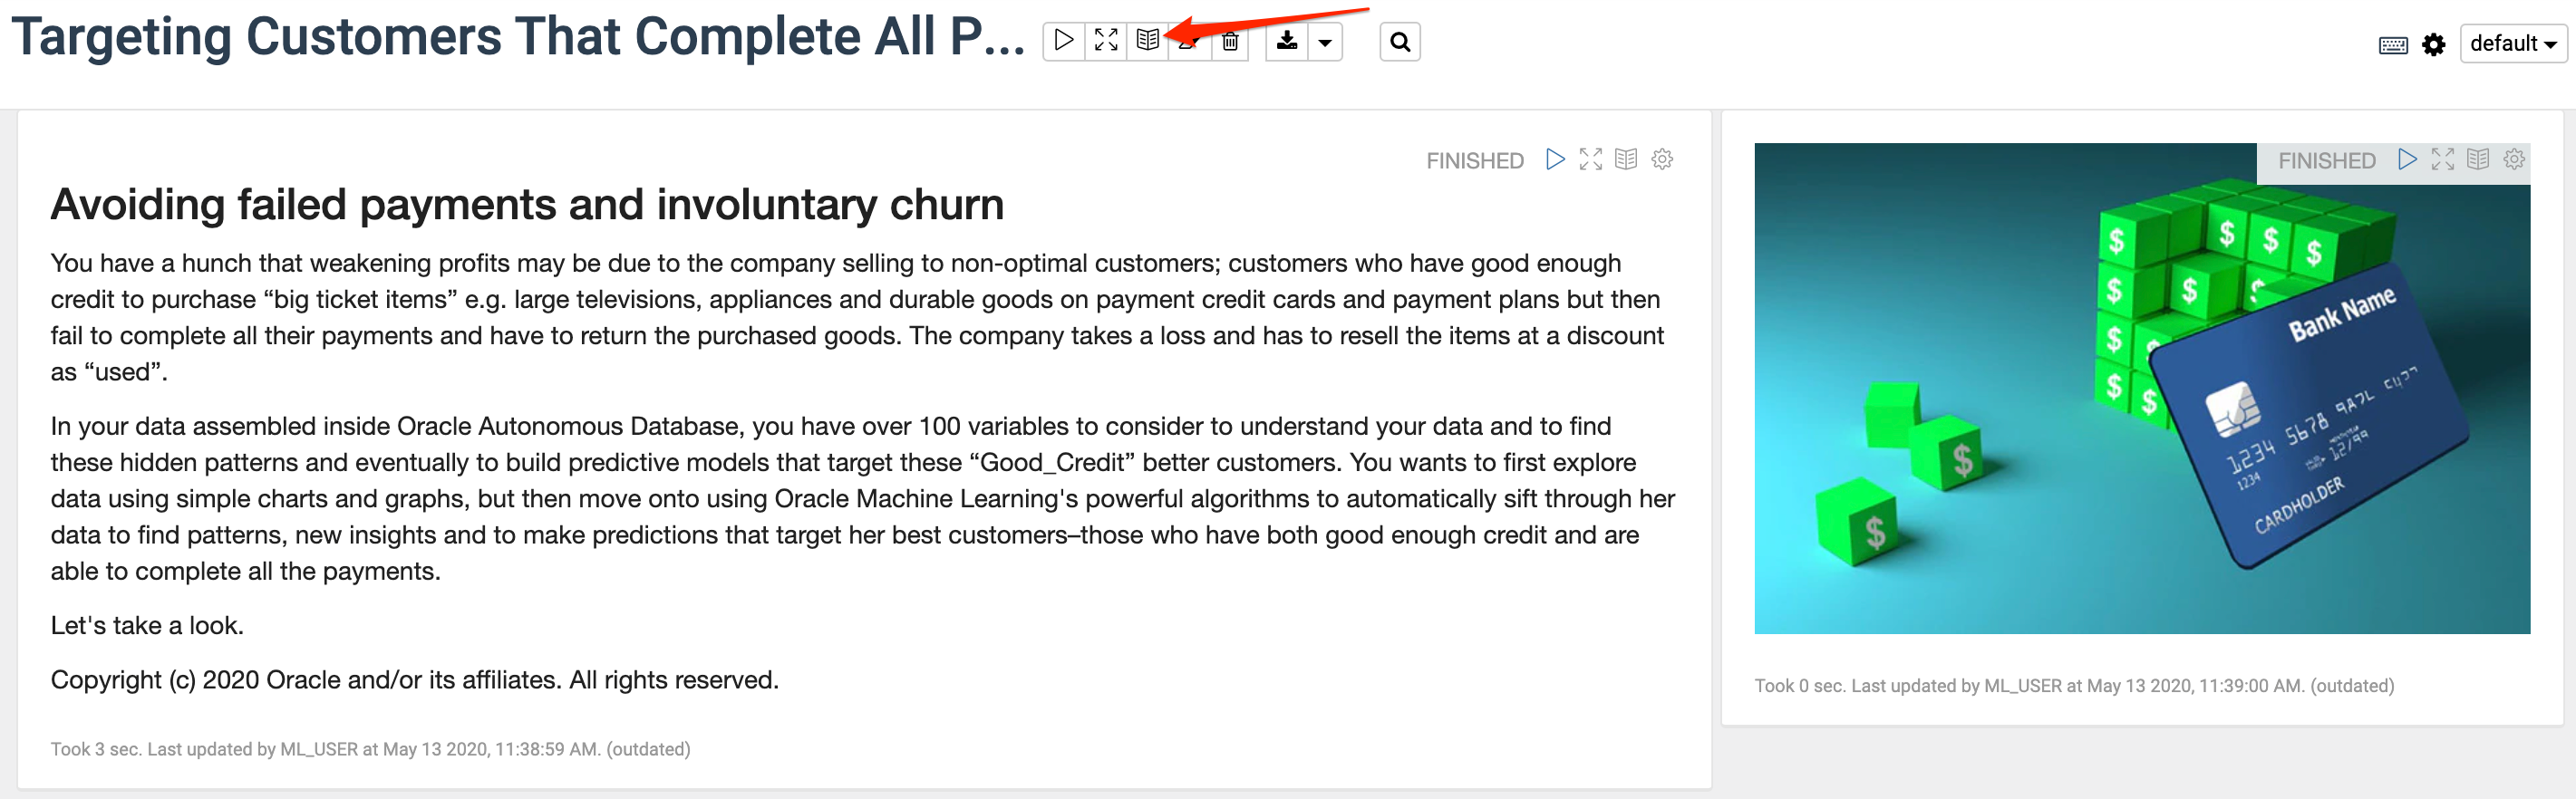 Targeting Customers That Complete All P...
default
FINISHED
Avoiding failed payments and involuntary churn
You have a hunch that weakening profits may be due to the company selling to non-optimal customers; customers who have good enough
credit to purchase “big ticket items” e.g. large televisions, appliances and durable goods on payment credit cards and payment plans but then
fail to complete all their payments and have to return the purchased goods. The company takes a loss and has to resell the items at a discount
as “used”.
In your data assembled inside Oracle Autonomous Database, you have over 100 variables to consider to understand your data and to find
these hidden patterns and eventually to build predictive models that target these “Good_Credit” better customers. You wants to first explore
data using simple charts and graphs, but then move onto using Oracle Machine Learning's powerful algorithms to automatically sift through her
data to find patterns, new insights and to make predictions that target her best customers–those who have both good enough credit and are
able to complete all the payments.
Let's take a look.
Copyright (c) 2020 Oracle and/or its affiliates. All rights reserved.
Took 3 sec. Last updated by ML_USER at May 13 2020, 11:38:59 AM. (outdated)
FINISHED
$ $ $ $
$ $ $
$ $
$ $
$
$
Bank Name
1234 5678
1234
12/99
CARDHOLDER
Took 0 sec. Last updated by ML_USER at May 13 2020, 11:39:00 AM. (outdated)